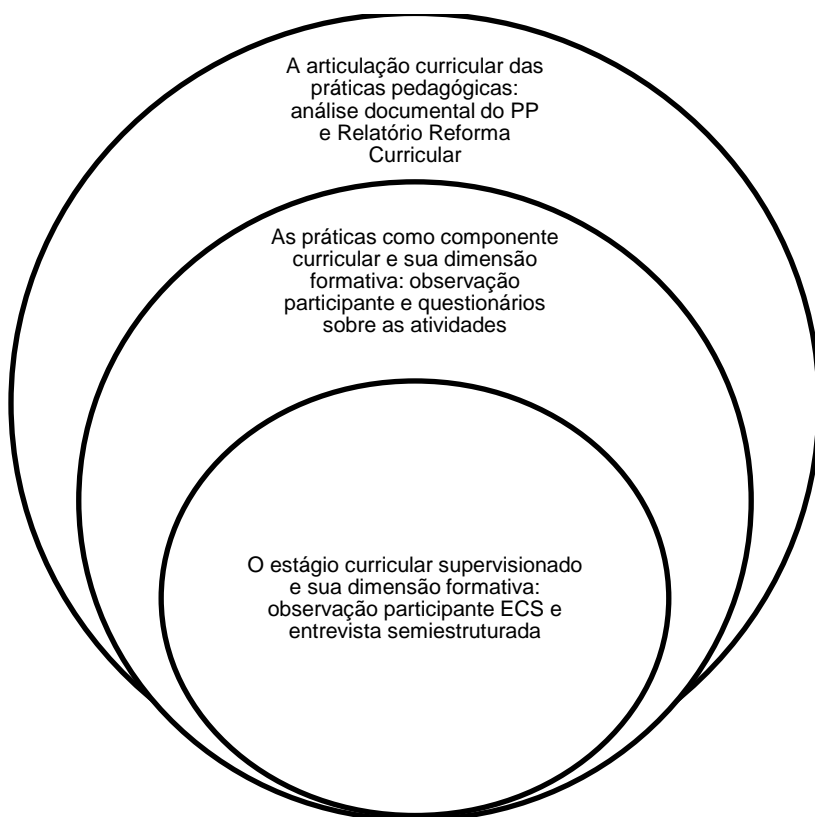 A articulação curricular das
práticas pedagógicas:
análise documental do PP
e Relatório Reforma
Curricular
As práticas como componente
curricular e sua dimensão
formativa: observação
participante e questionários
sobre as atividades
O estágio curricular supervisionado
e sua dimensão formativa:
observação participante ECS e
entrevista semiestruturada